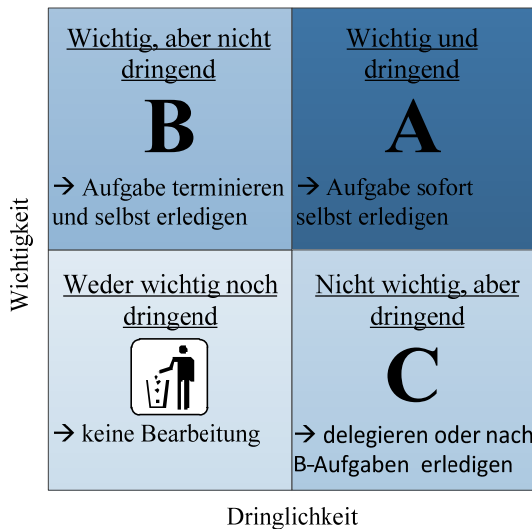 Wichtig, aber nicht
dringend
B
→ Aufgabe terminieren
und selbst erledigen
Wichtig und
dringend
A
→ Aufgabe sofort
selbst erledigen
Weder wichtig noch
dringend
→ keine Bearbeitung
Nicht wichtig, aber
dringend
C
→ delegieren oder nach
B-Aufgaben erledigen
Wichtigkeit
Dringlichkeit